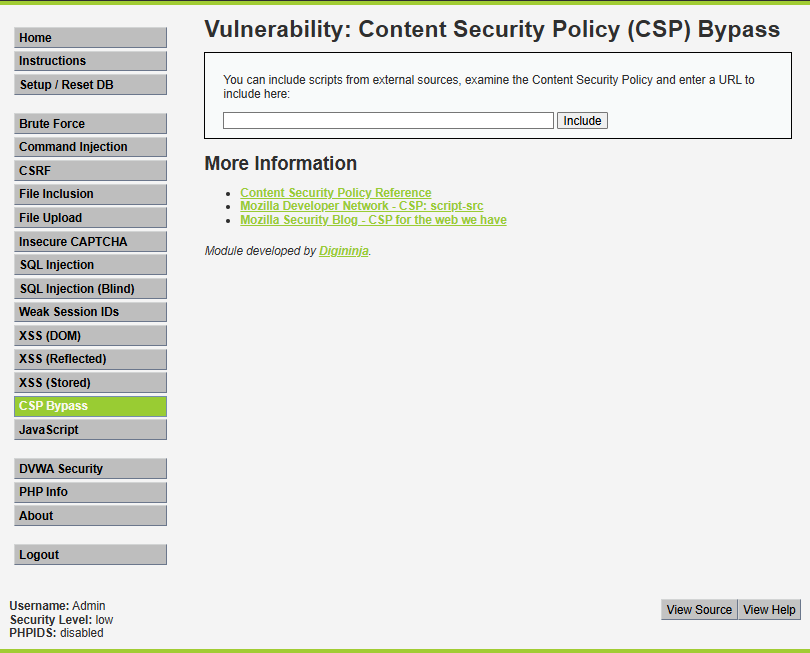 Home
Instructions
Setup / Reset DB
Brute Force
Command Injection
CSRF
File Inclusion
File Upload
Insecure CAPTCHA
SQL Injection
SQL Injection (Blind)
Weak Session IDs
XSS (DOM)
XSS (Reflected)
XSS (Stored)
CSP Bypass
JavaScript
DVWA Security
PHP Info
About
Logout
Vulnerability: Content Security Policy (CSP) Bypass
You can include scripts from external sources, examine the Content Security Policy and enter a URL to
include here:
Include
More Information
Content Security Policy Reference
Mozilla Developer Network - CSP: script-src
Mozilla Security Blog - CSP for the web we have
Module developed by Digininja.
Username: Admin
Security Level: low
PHPIDS: disabled
View Source View Help